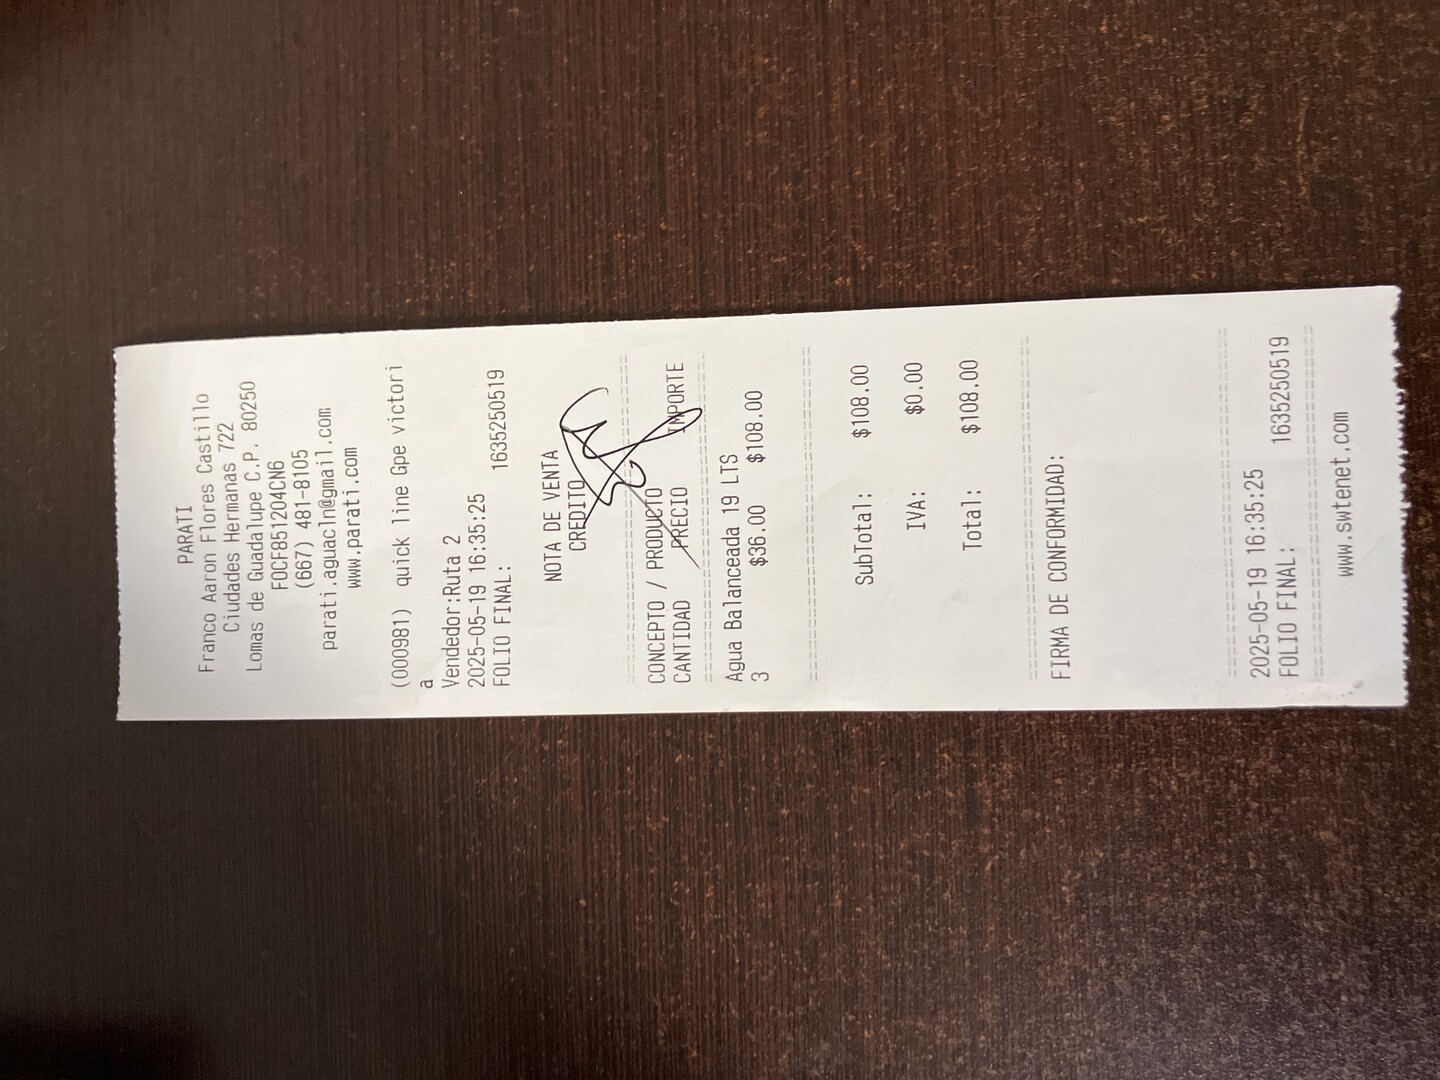 PARATI
Franco Aaron Flores Castillo
Ciudades Hermanas 722
Lomas de Guadalupe C.P. 80250
FOCF851204CN6
(667) 481-8105
parati.aguacln@gmail.com
www.parati.com
(000981) quick line Gpe victori
a
Vendedor:Ruta 2
2025-05-19 16:35:25
FOLIO FINAL: 1635250519
NOTA DE VENTA
CREDITO
CONCEPTO / PRODUCTO
CANTIDAD PRECIO IMPORTE
Agua Balanceada 19 LTS
3 $36.00 $108.00
SubTotal: $108.00
IVA: $0.00
Total: $108.00
FIRMA DE CONFORMIDAD:
2025-05-19 16:35:25
FOLIO FINAL: 1635250519
www.swtenet.com